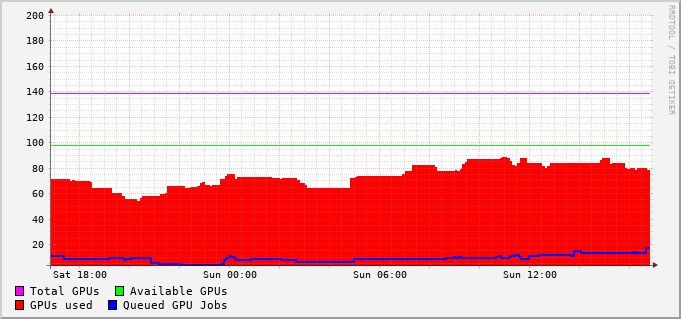 200
180
160
140
120
100
80
60
40
20
Sat 18:00 Sun 00:00 Sun 06:00 Sun 12:00
Total GPUs Available GPUs
GPUs used Queued GPU Jobs
RRDTOOL / TOBI OETIKER